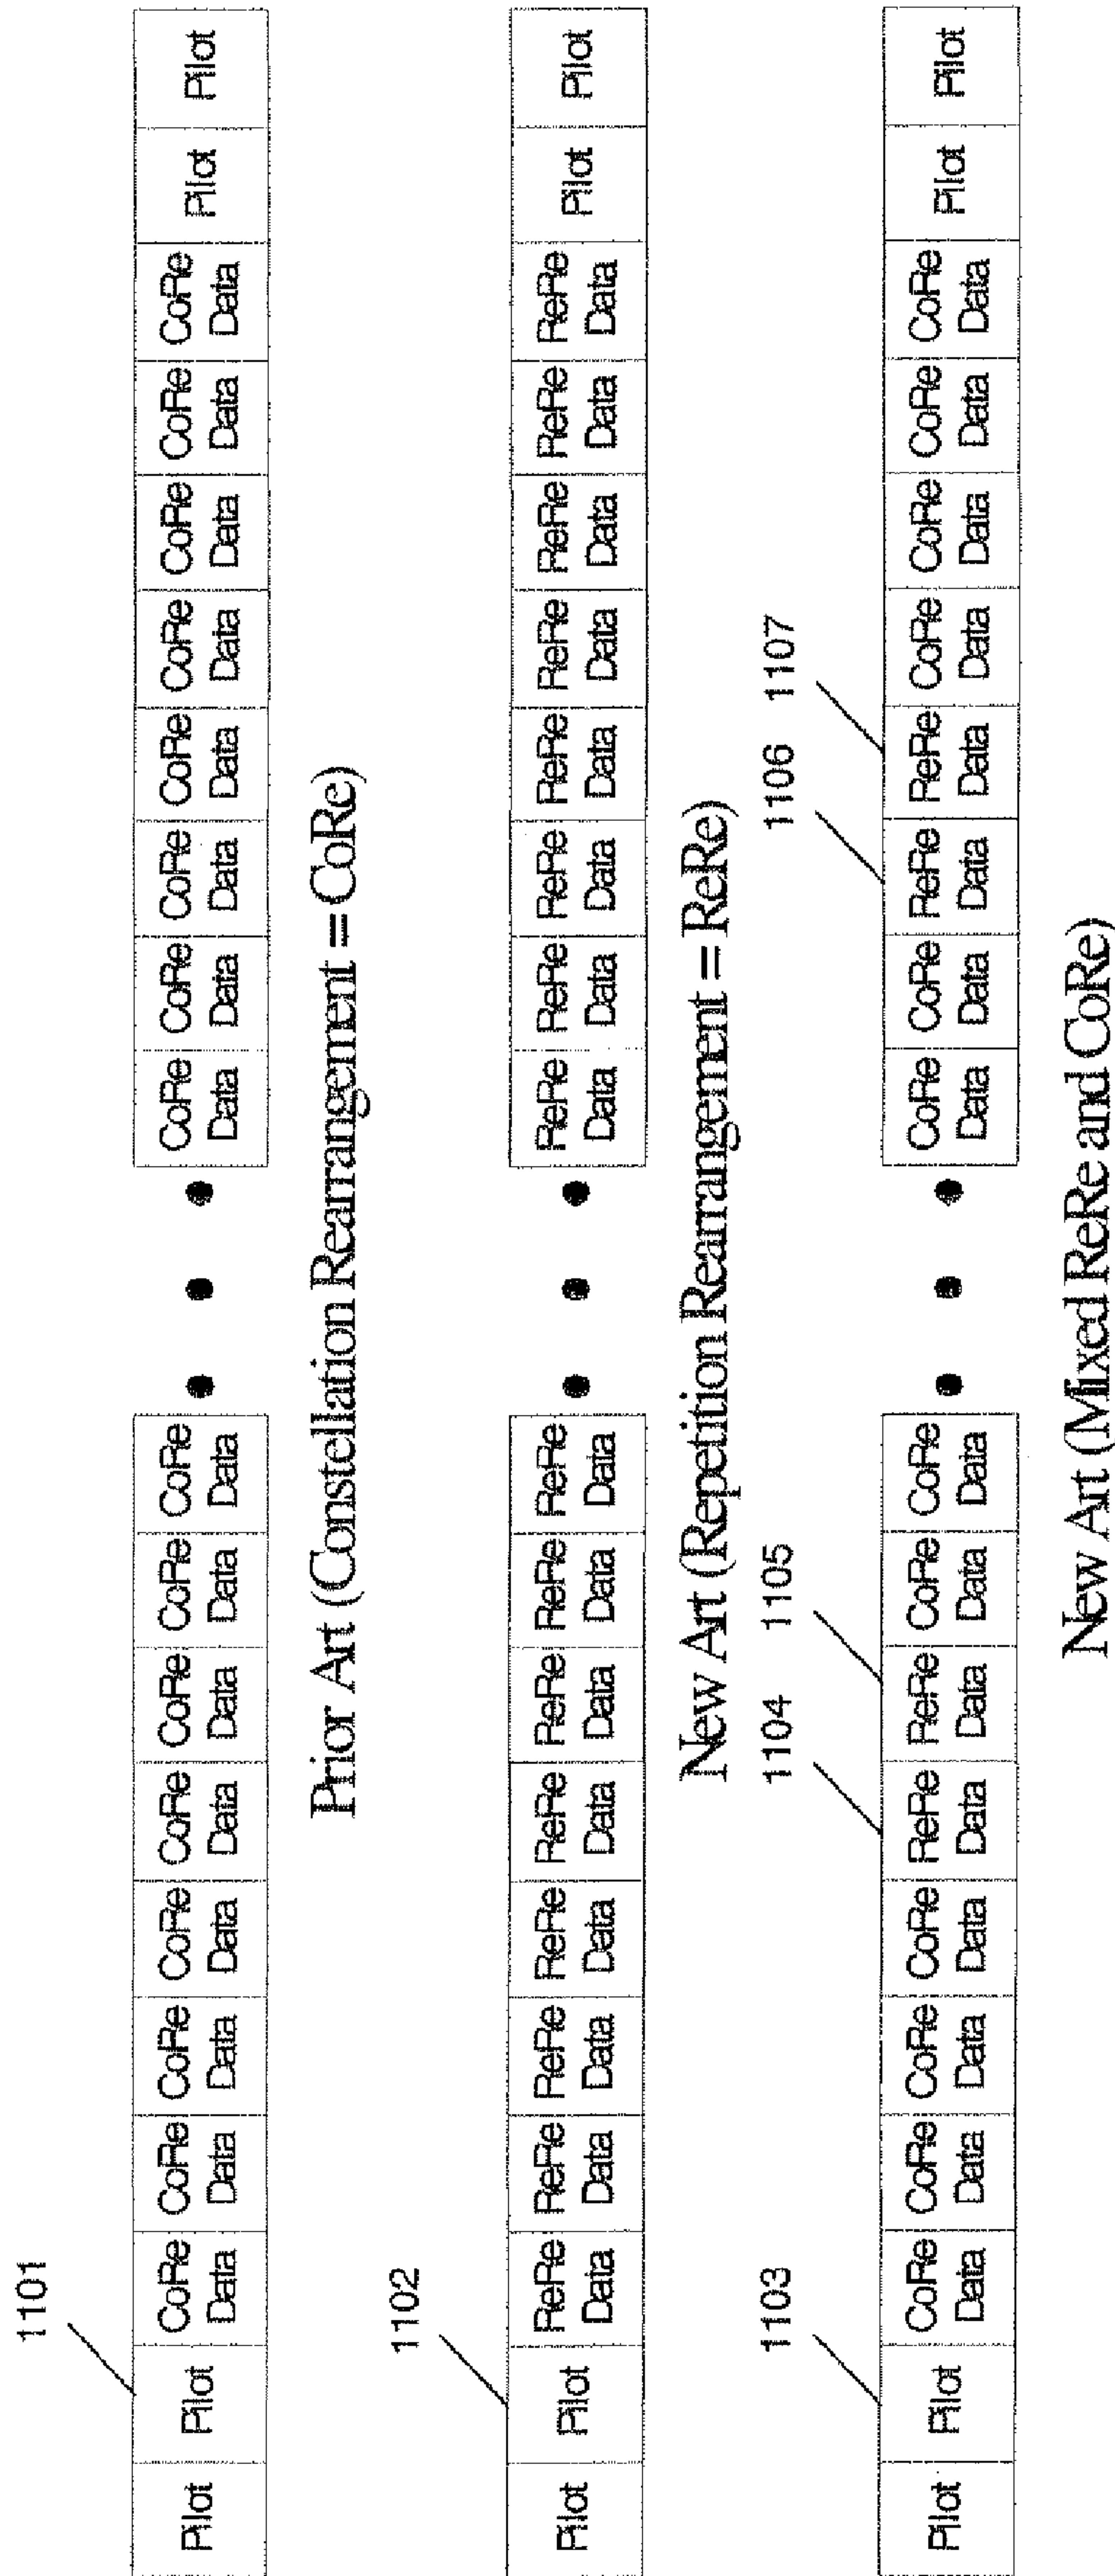 1101
Pilot Pilot CoRe CoRe CoRe CoRe CoRe CoRe CoRe CoRe • • • CoRe CoRe CoRe CoRe CoRe CoRe CoRe CoRe Pilot Pilot
Data Data Data Data Data Data Data Data Data Data Data Data Data Data Data Data
Prior Art (Constellation Rearrangement = CoRe)
1102
Pilot Pilot ReRe ReRe ReRe ReRe ReRe ReRe ReRe ReRe • • • ReRe ReRe ReRe ReRe ReRe ReRe ReRe ReRe Pilot Pilot
Data Data Data Data Data Data Data Data Data Data Data Data Data Data Data Data
New Art (Repetition Rearrangement = ReRe)
1103 1104 1105 1106 1107
Pilot Pilot CoRe CoRe CoRe CoRe ReRe ReRe CoRe CoRe • • • CoRe CoRe ReRe ReRe CoRe CoRe CoRe CoRe Pilot Pilot
Data Data Data Data Data Data Data Data Data Data Data Data Data Data Data Data
New Art (Mixed ReRe and CoRe)